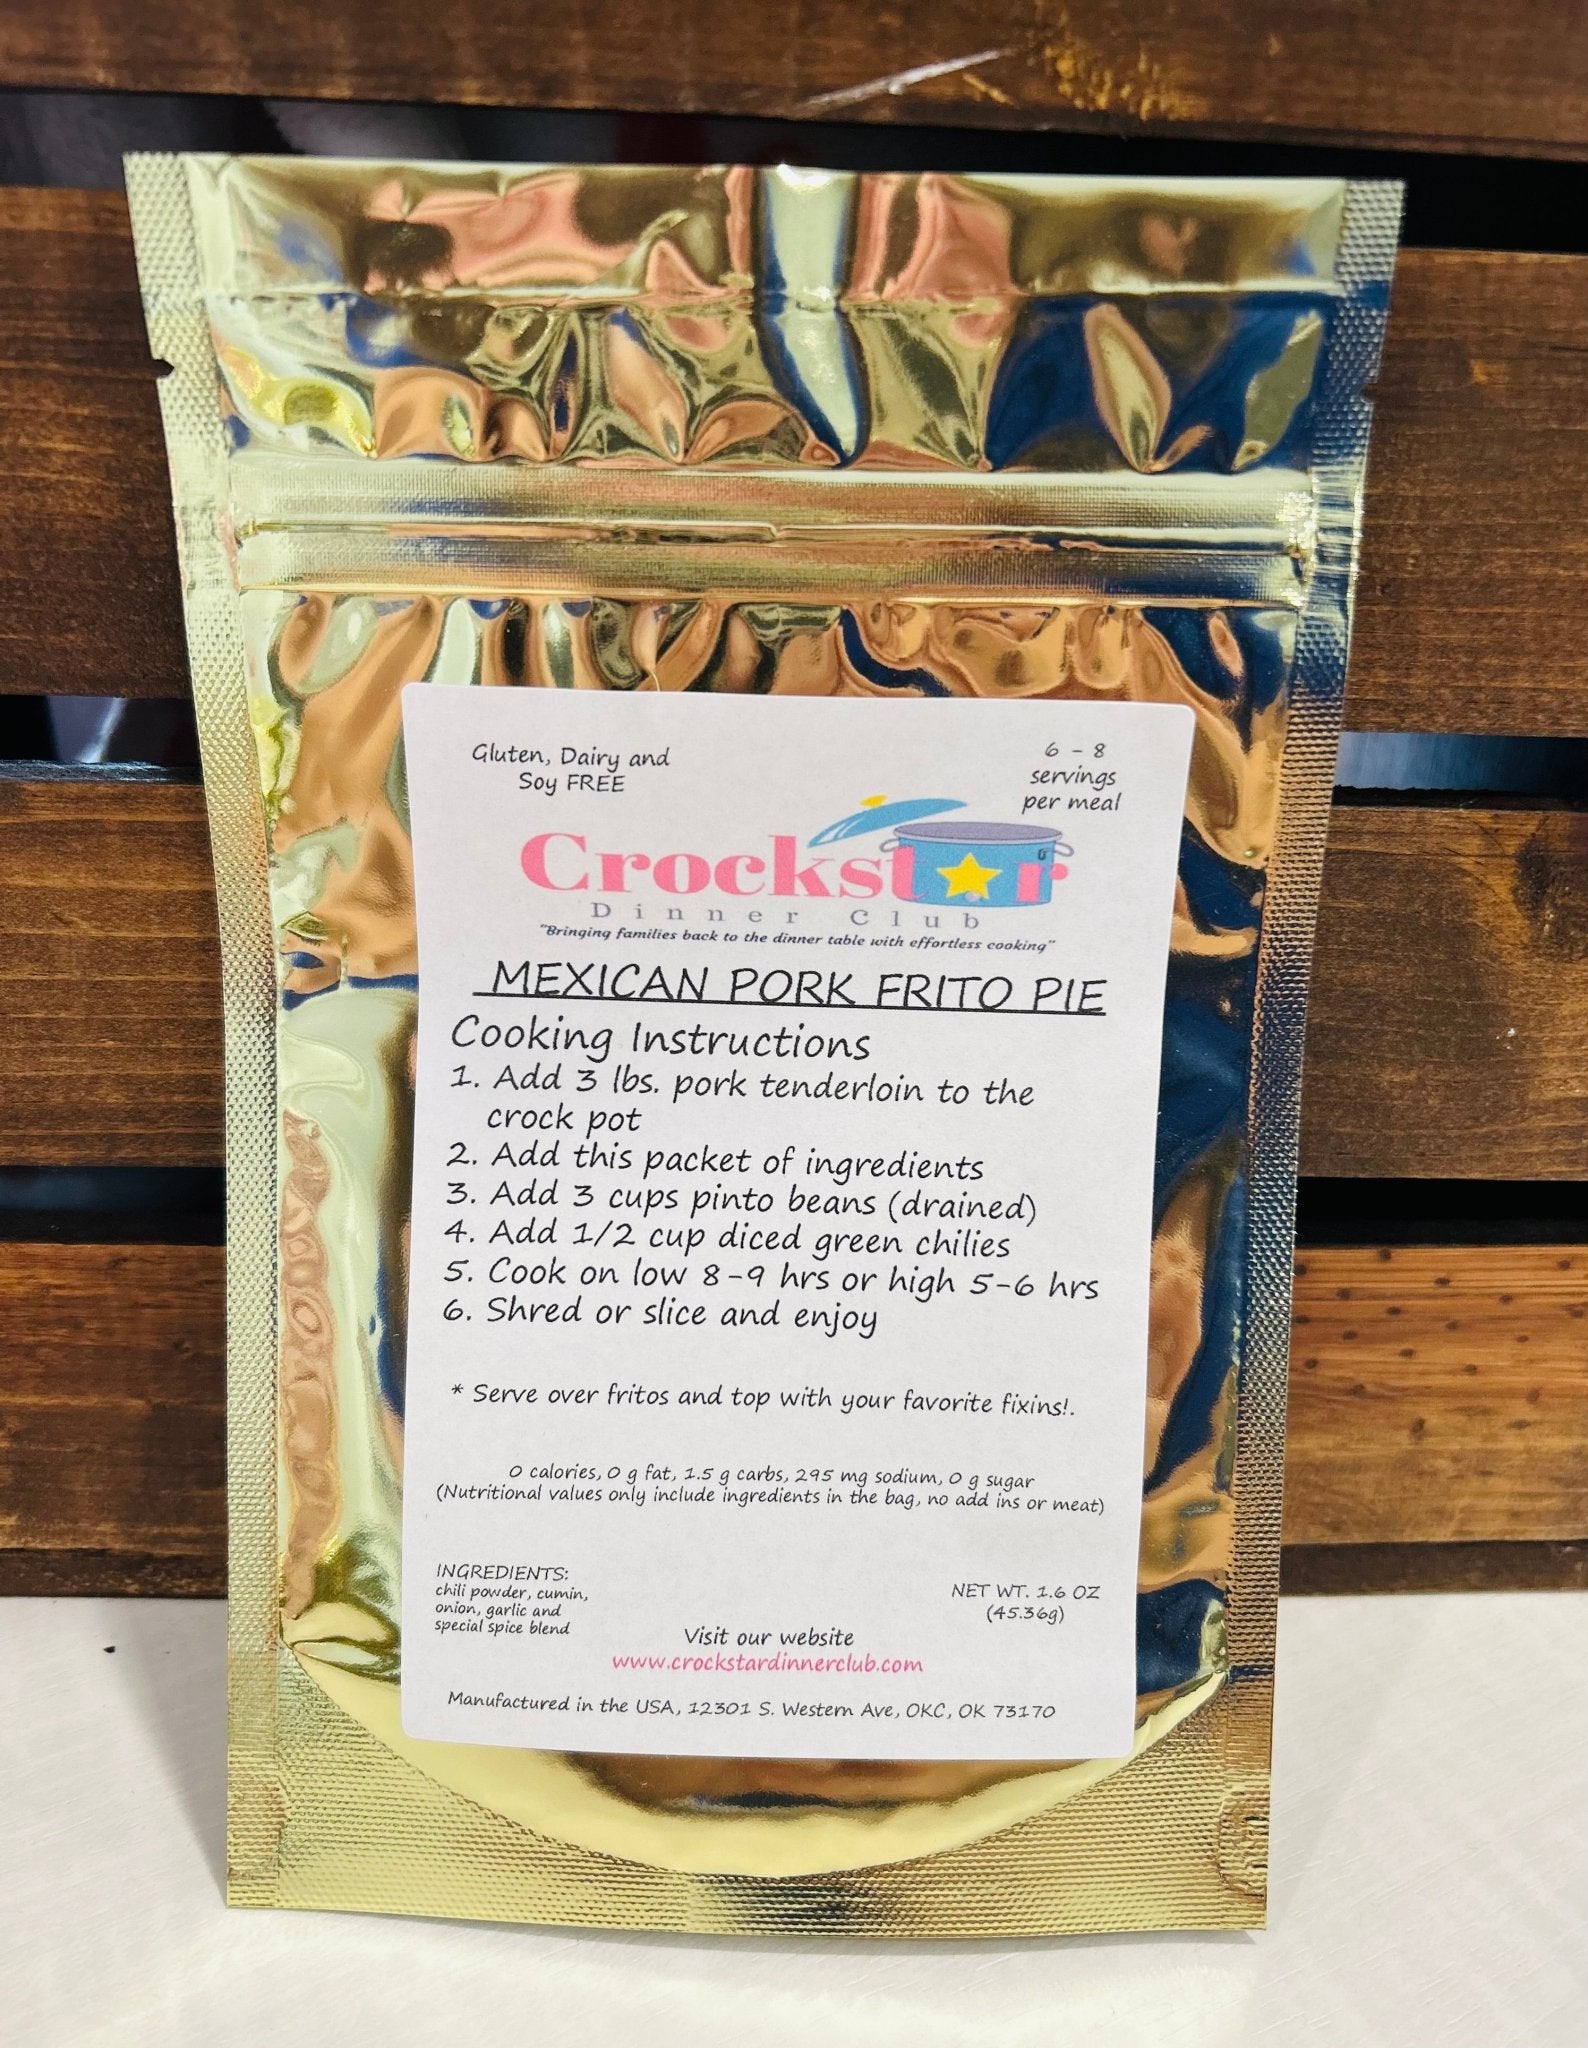 Gluten, Dairy and
Soy FREE
6 - 8
servings
per meal
Crockstar
Dinner Club
"Bringing families back to the dinner table with effortless cooking"
MEXICAN PORK FRITO PIE
Cooking Instructions
1. Add 3 lbs. pork tenderloin to the
crock pot
2. Add this packet of ingredients
3. Add 3 cups pinto beans (drained)
4. Add 1/2 cup diced green chilies
5. Cook on low 8-9 hrs or high 5-6 hrs
6. Shred or slice and enjoy
* Serve over fritos and top with your favorite fixins!.
0 calories, 0 g fat, 1.5 g carbs, 295 mg sodium, 0 g sugar
(Nutritional values only include ingredients in the bag, no add ins or meat)
INGREDIENTS:
chili powder, cumin,
onion, garlic and
special spice blend
NET WT. 1.6 OZ
(45.36g)
Visit our website
www.crockstardinnerclub.com
Manufactured in the USA, 12301 S. Western Ave, OKC, OK 73170